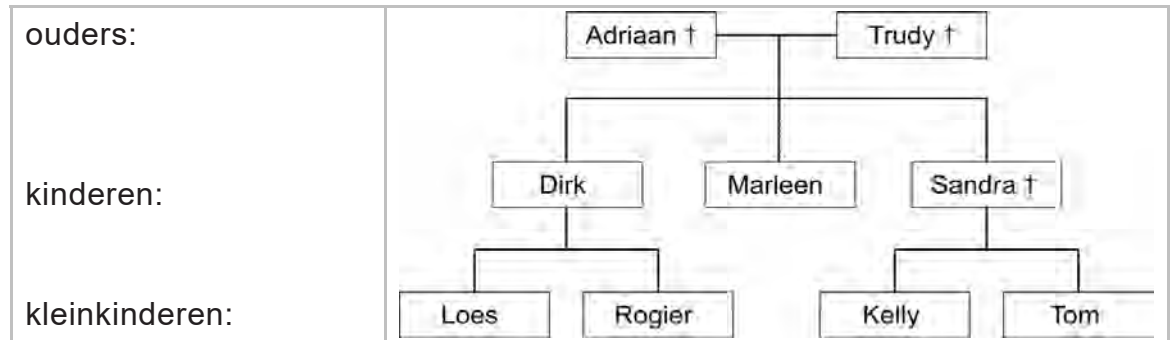 ouders:
Adriaan † Trudy †
kinderen:
Dirk Marleen Sandra †
kleinkinderen:
Loes Rogier Kelly Tom